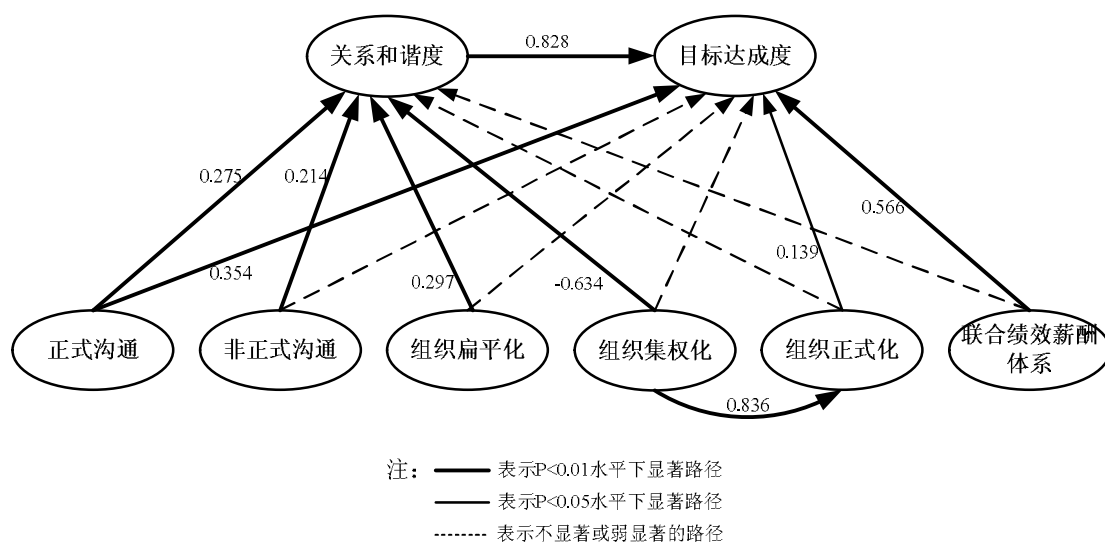 0.828
关系和谐度
目标达成度
0.275
0.214
0.566
0.354
0.297
-0.634
0.139
正式沟通
非正式沟通
组织扁平化
组织集权化
组织正式化
联合绩效薪酬
体系
0.836
注：
表示P<0.01水平下显著路径
表示P<0.05水平下显著路径
表示不显著或弱显著的路径